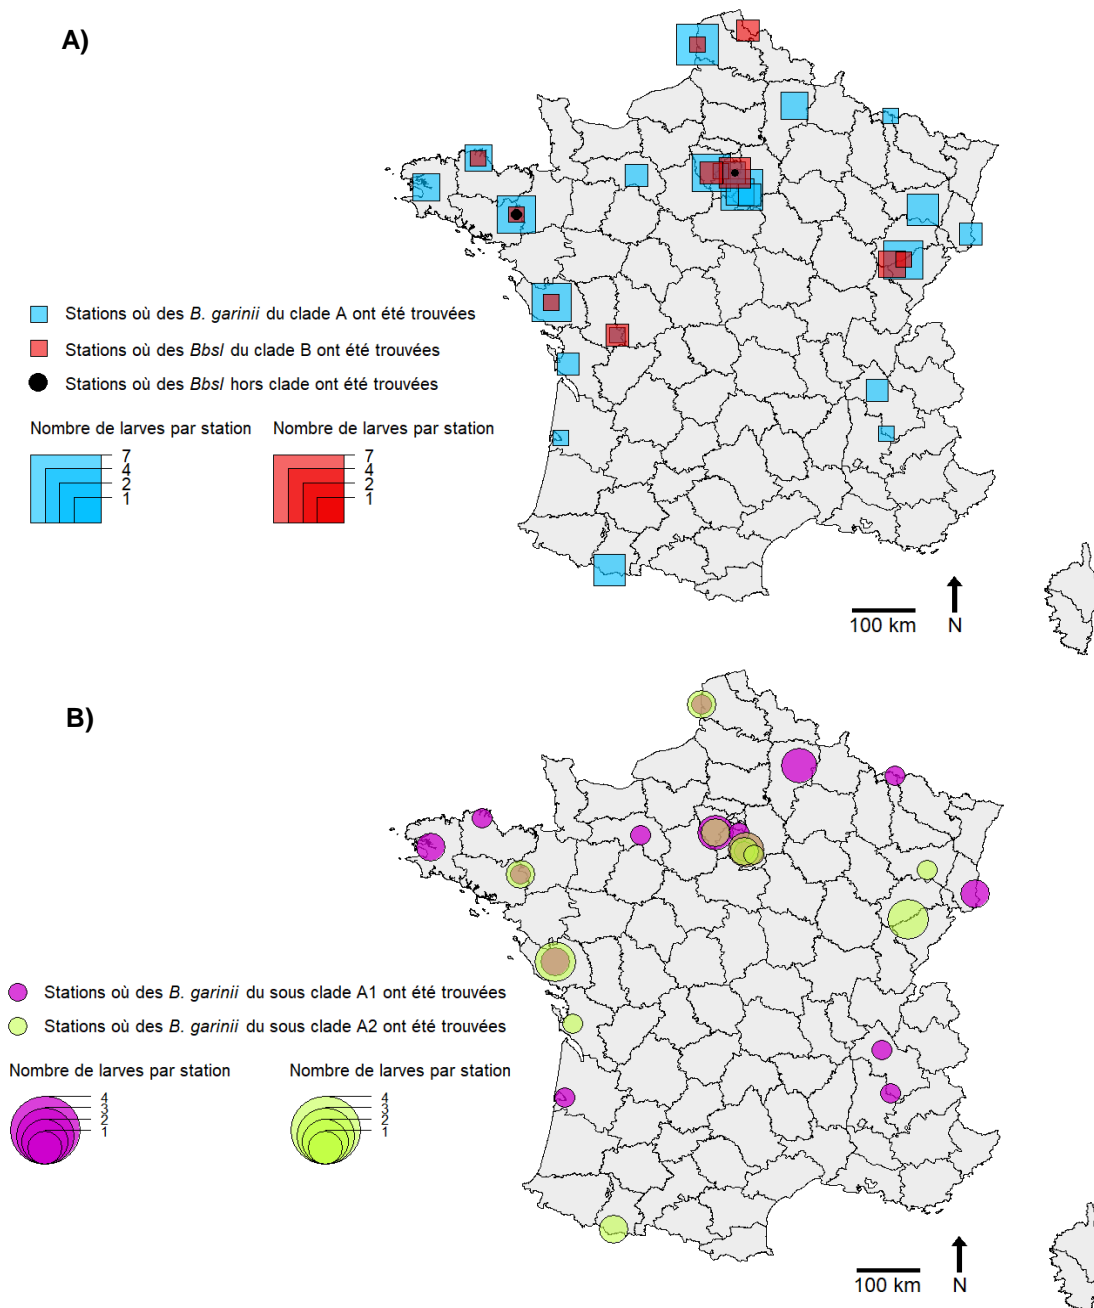 A)
Stations où des B. garinii du clade A ont été trouvées
Stations où des Bbsl du clade B ont été trouvées
Stations où des Bbsl hors clade ont été trouvées
Nombre de larves par station
7
4
2
1
Nombre de larves par station
7
4
2
1
100 km
N
B)
Stations où des B. garinii du sous clade A1 ont été trouvées
Stations où des B. garinii du sous clade A2 ont été trouvées
Nombre de larves par station
4
3
2
1
Nombre de larves par station
4
3
2
1
100 km
N